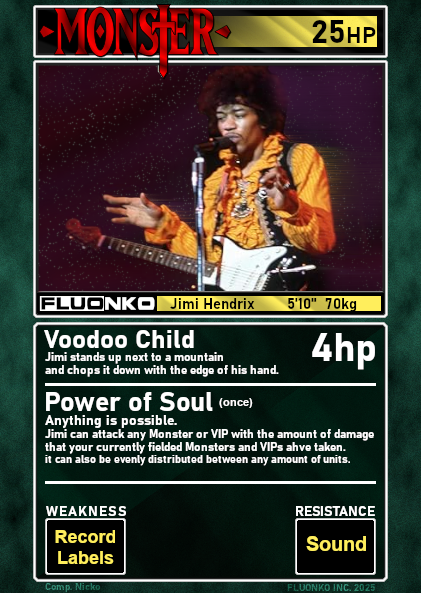 MONSTER
25HP
FLUONKO
Jimi Hendrix 5'10" 70kg
Voodoo Child
4hp
Jimi stands up next to a mountain
and chops it down with the edge of his hand.
Power of Soul (once)
Anything is possible.
Jimi can attack any Monster or VIP with the amount of damage
that your currently fielded Monsters and VIPs ahve taken.
it can also be evenly distributed between any amount of units.
WEAKNESS
RESISTANCE
Record
Labels
Sound
Comp. Nicko
FLUONKO INC. 2025